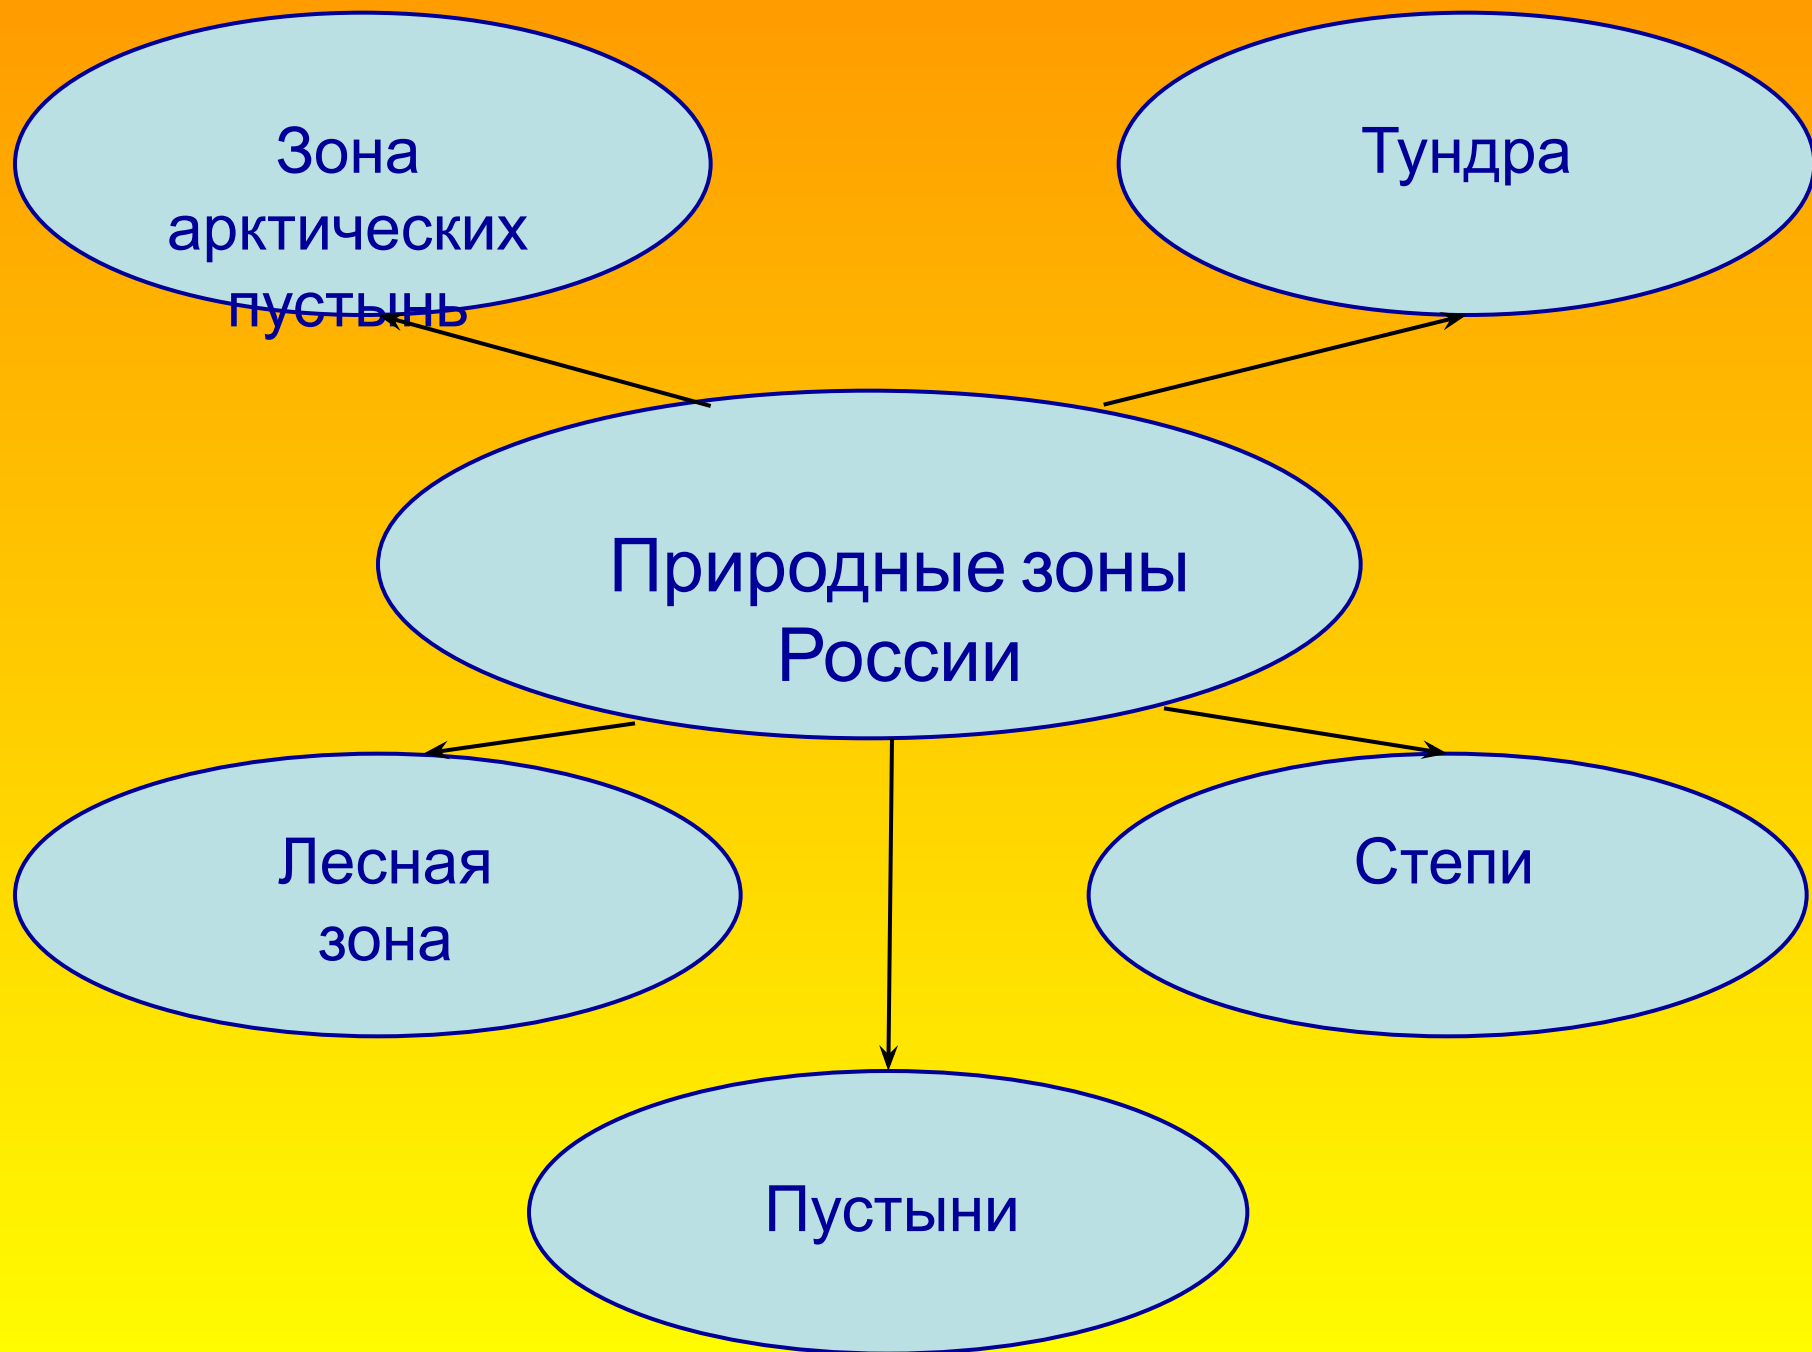 Зона
арктических
пустынь
Тундра
Природные зоны
России
Лесная
зона
Степи
Пустыни